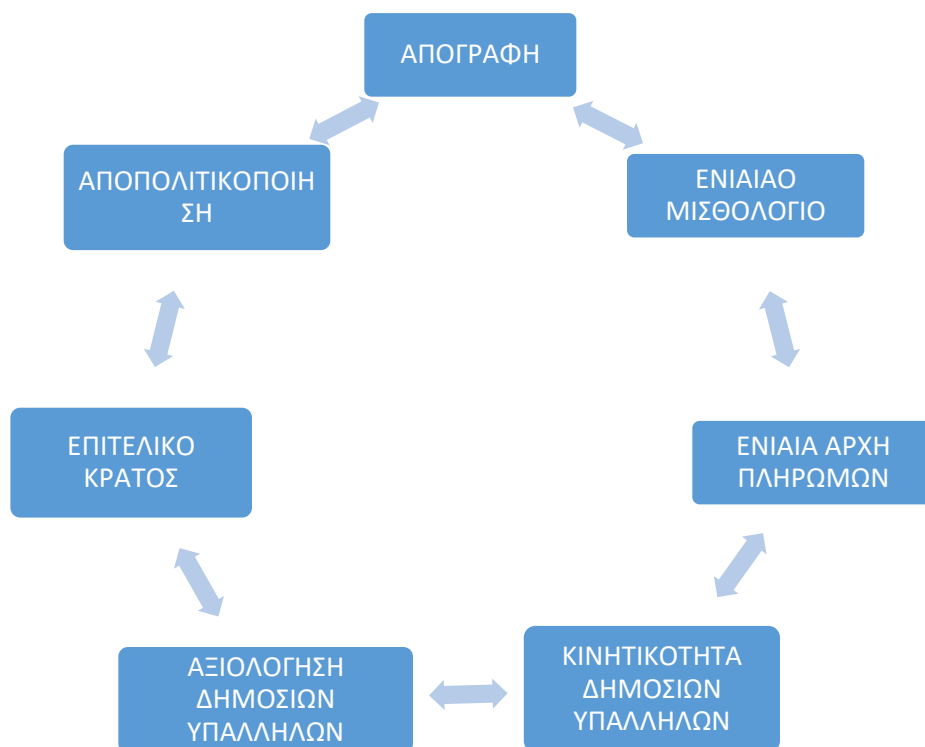 ΑΠΟΓΡΑΦΗ
ΑΠΟΠΟΛΙΤΙΚΟΠΟΙΗ
ΣΗ
ΕΝΙΑΙΑΟ
ΜΙΣΘΟΛΟΓΙΟ
ΕΠΙΤΕΛΙΚΟ
ΚΡΑΤΟΣ
ΕΝΙΑΙΑ ΑΡΧΗ
ΠΛΗΡΩΜΩΝ
ΑΞΙΟΛΟΓΗΣΗ
ΔΗΜΟΣΙΩΝ
ΥΠΑΛΛΗΛΩΝ
ΚΙΝΗΤΙΚΟΤΗΤΑ
ΔΗΜΟΣΙΩΝ
ΥΠΑΛΛΗΛΩΝ